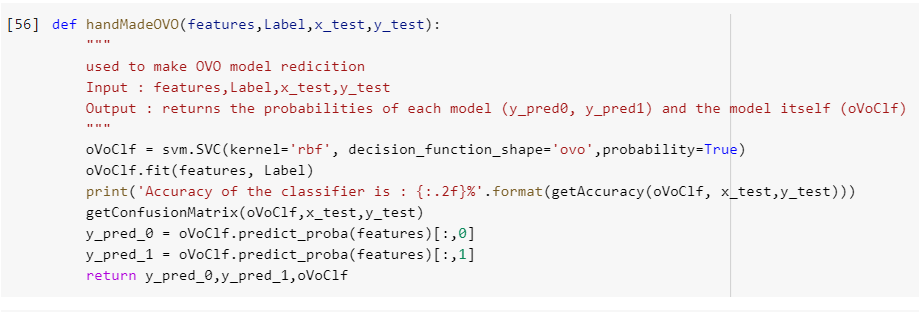 [56] def handMadeOVO(features,Label,x_test,y_test):
"""
used to make OVO model redicition
Input : features,Label,x_test,y_test
Output : returns the probabilities of each model (y_pred0, y_pred1) and the model itself (oVoClf)
"""
oVoClf = svm.SVC(kernel='rbf', decision_function_shape='ovo',probability=True)
oVoClf.fit(features, Label)
print('Accuracy of the classifier is : {:.2f}%'.format(getAccuracy(oVoClf, x_test,y_test)))
getConfusionMatrix(oVoClf,x_test,y_test)
y_pred_0 = oVoClf.predict_proba(features)[:,0]
y_pred_1 = oVoClf.predict_proba(features)[:,1]
return y_pred_0,y_pred_1,oVoClf